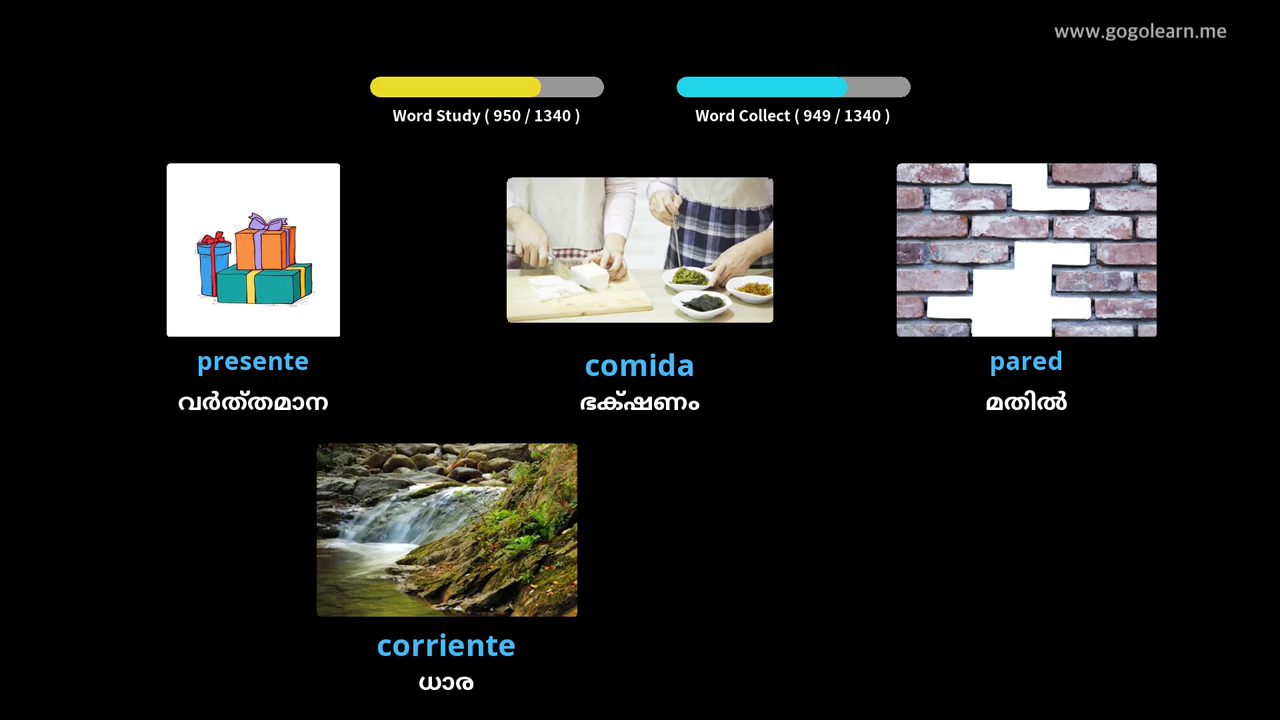 www.gogolearn.me
Word Study ( 950 / 1340 )
Word Collect ( 949 / 1340 )
presente
വർത്തമാന
comida
ഭക്ഷണം
pared
മതിൽ
corriente
ധാര